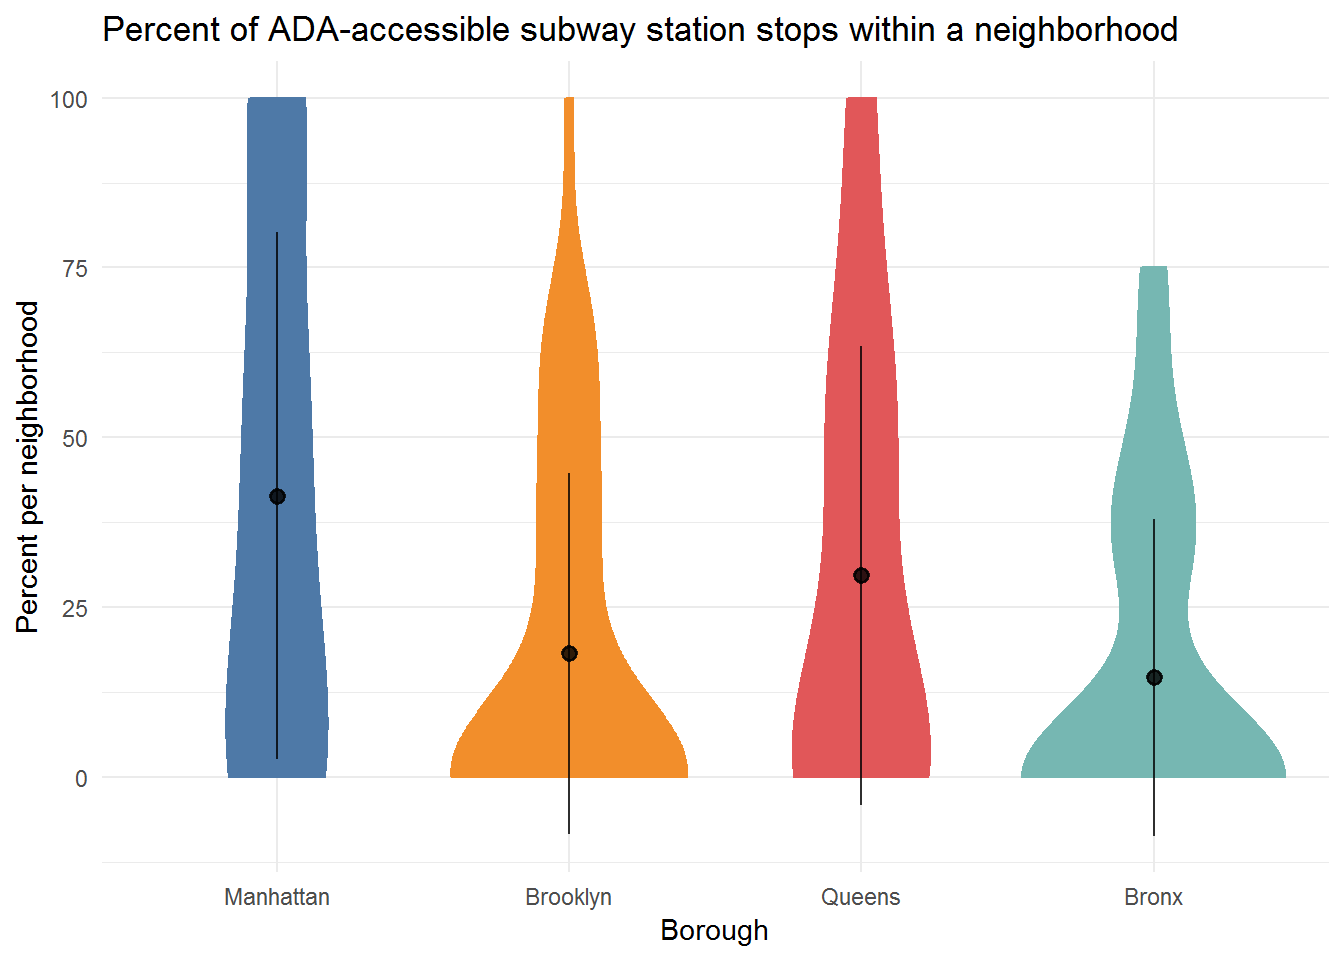 Percent of ADA-accessible subway station stops within a neighborhood
Percent per neighborhood
100
75
50
25
0
Manhattan Brooklyn Queens Bronx
Borough